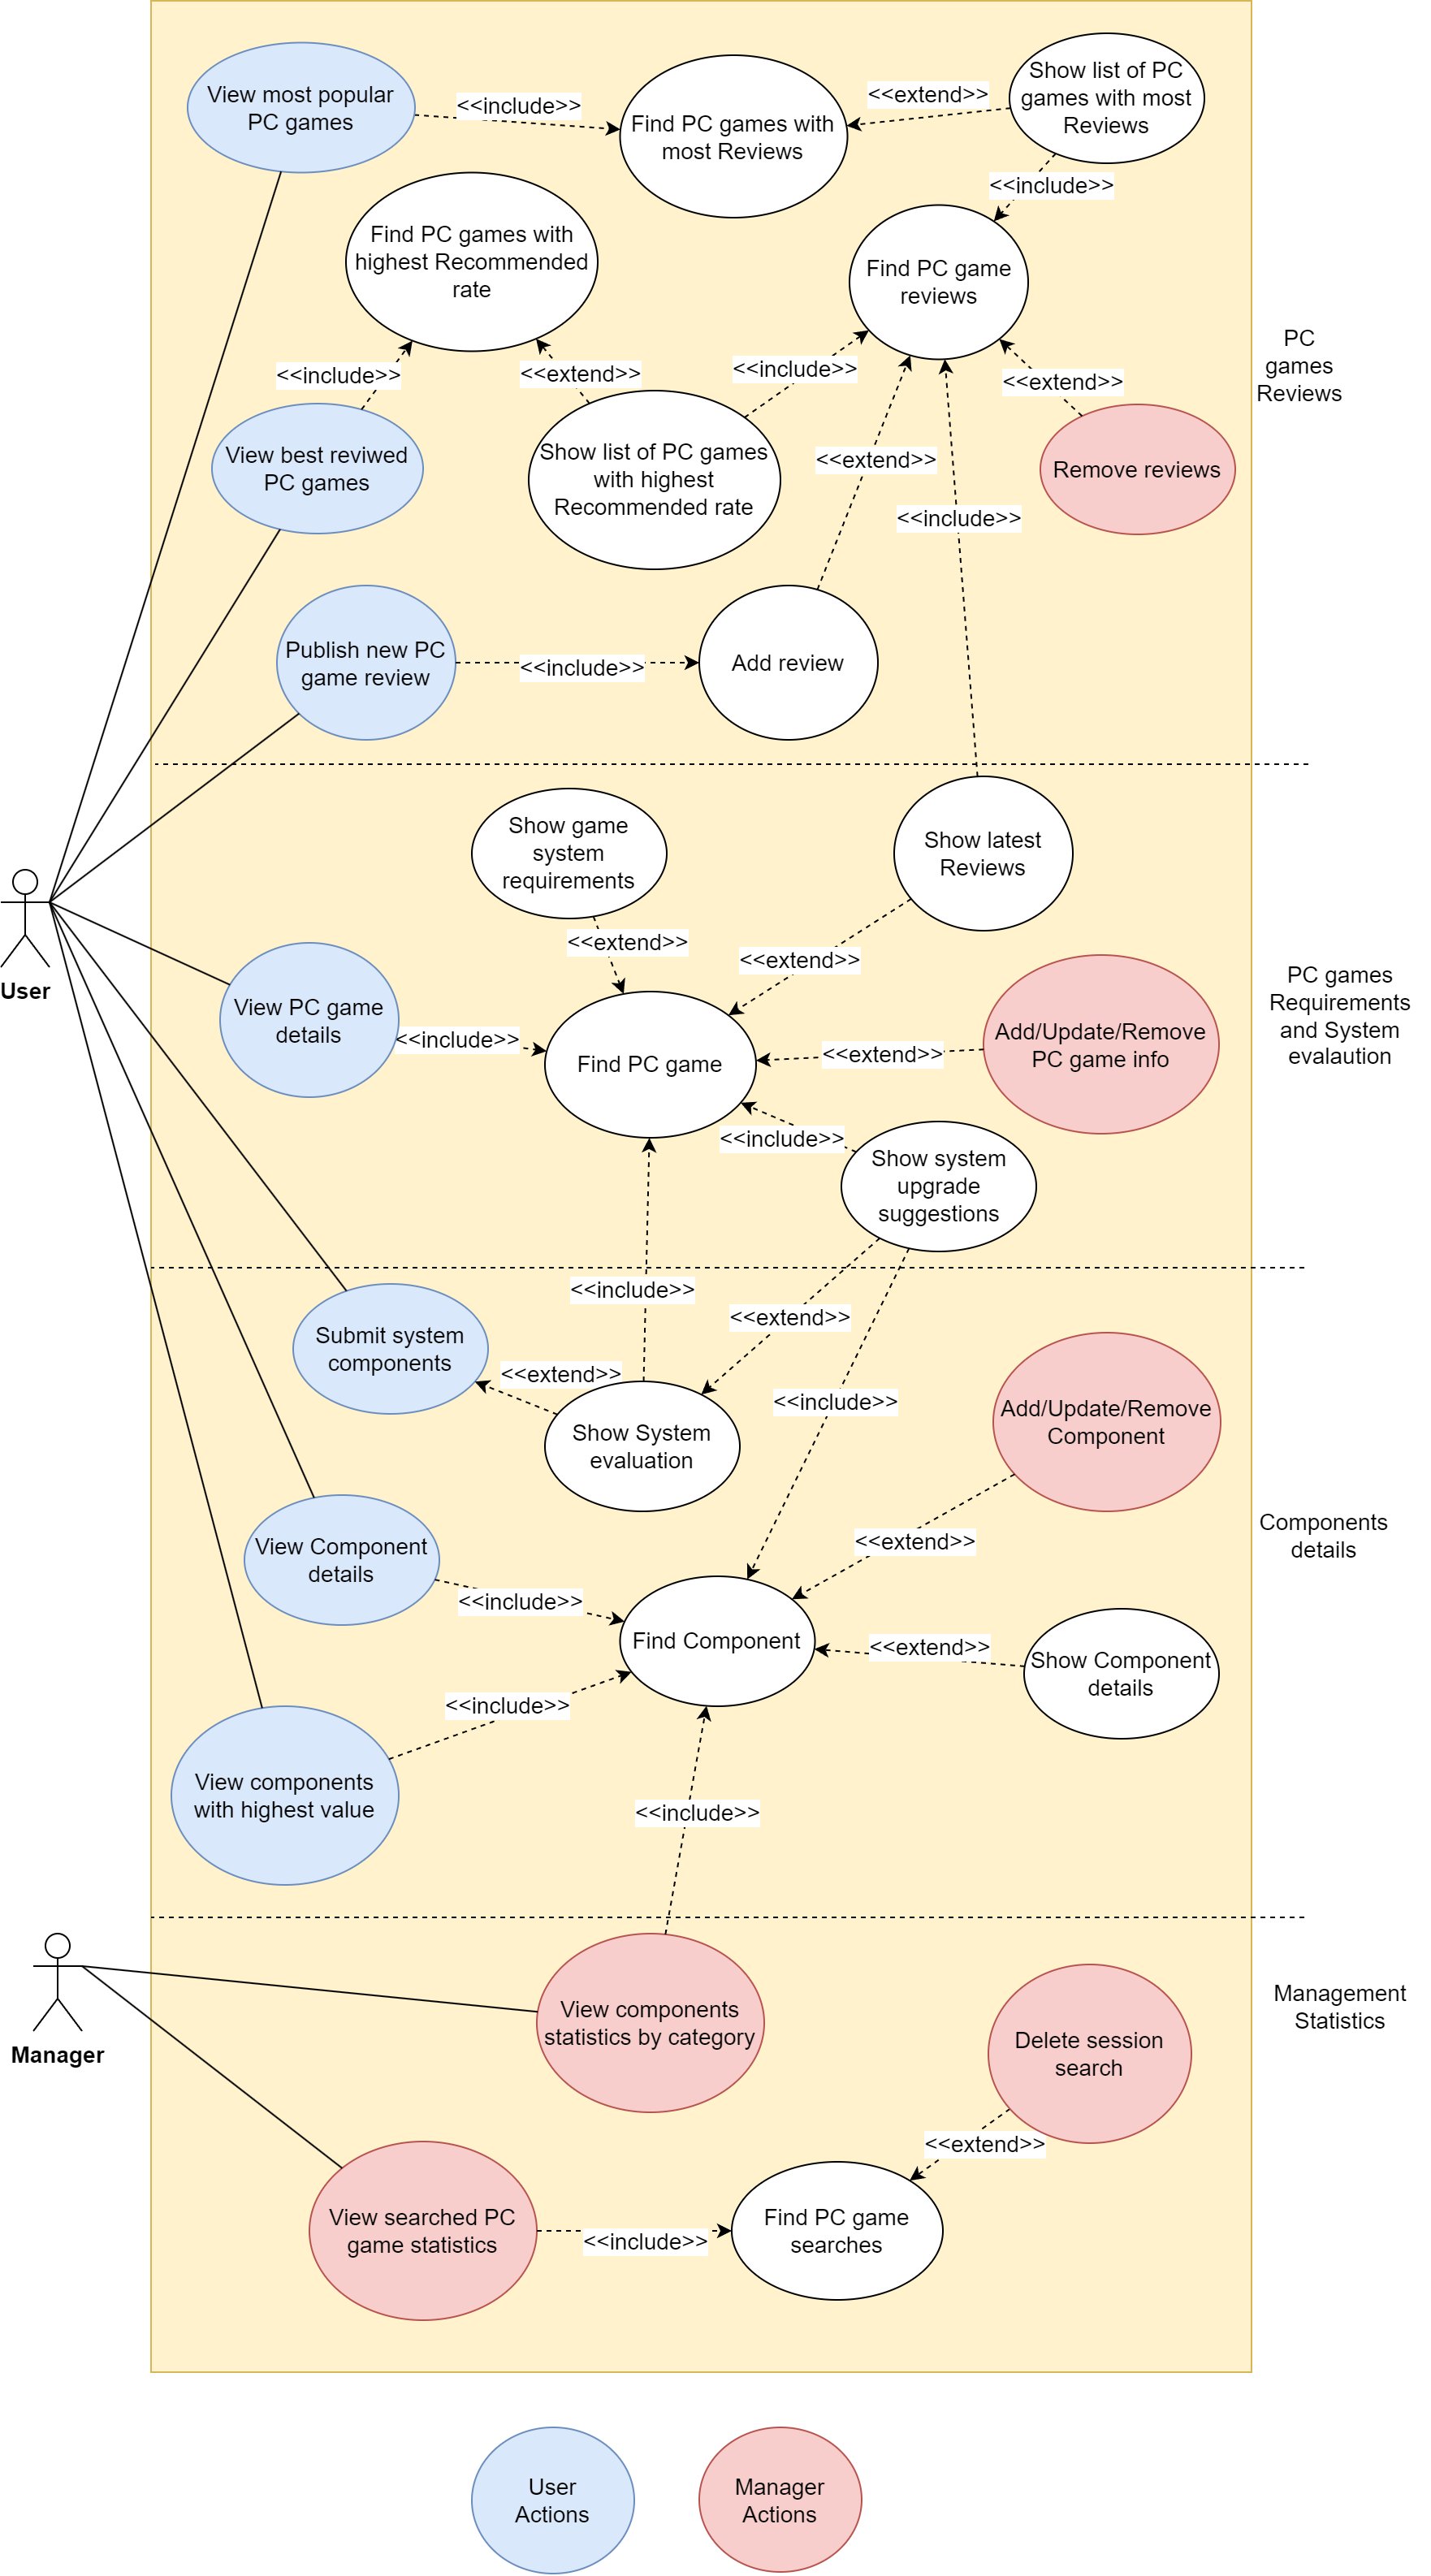 View most popular
PC games
<<include>>
Find PC games with
most Reviews
<<extend>>
Show list of PC
games with most
Reviews
<<include>>
Find PC games with
highest Recommended
rate
Find PC game
reviews
PC
games
Reviews
<<include>>
<<extend>>
<<include>>
<<extend>>
View best reviwed
PC games
Show list of PC games
with highest
Recommended rate
<<extend>>
Remove reviews
<<include>>
Publish new PC
game review
<<include>>
Add review
Show game
system
requirements
Show latest
Reviews
<<extend>>
<<extend>>
User
View PC game
details
<<include>>
Find PC game
<<extend>>
Add/Update/Remove
PC game info
PC games
Requirements
and System
evalaution
<<include>>
Show system
upgrade
suggestions
<<include>>
<<extend>>
Submit system
components
<<extend>>
<<include>>
Show System
evaluation
Add/Update/Remove
Component
Components
details
<<extend>>
View Component
details
<<include>>
Find Component
<<extend>>
Show Component
details
<<include>>
View components
with highest value
<<include>>
Manager
View components
statistics by category
Delete session
search
Management
Statistics
<<extend>>
View searched PC
game statistics
<<include>>
Find PC game
searches
User
Actions
Manager
Actions